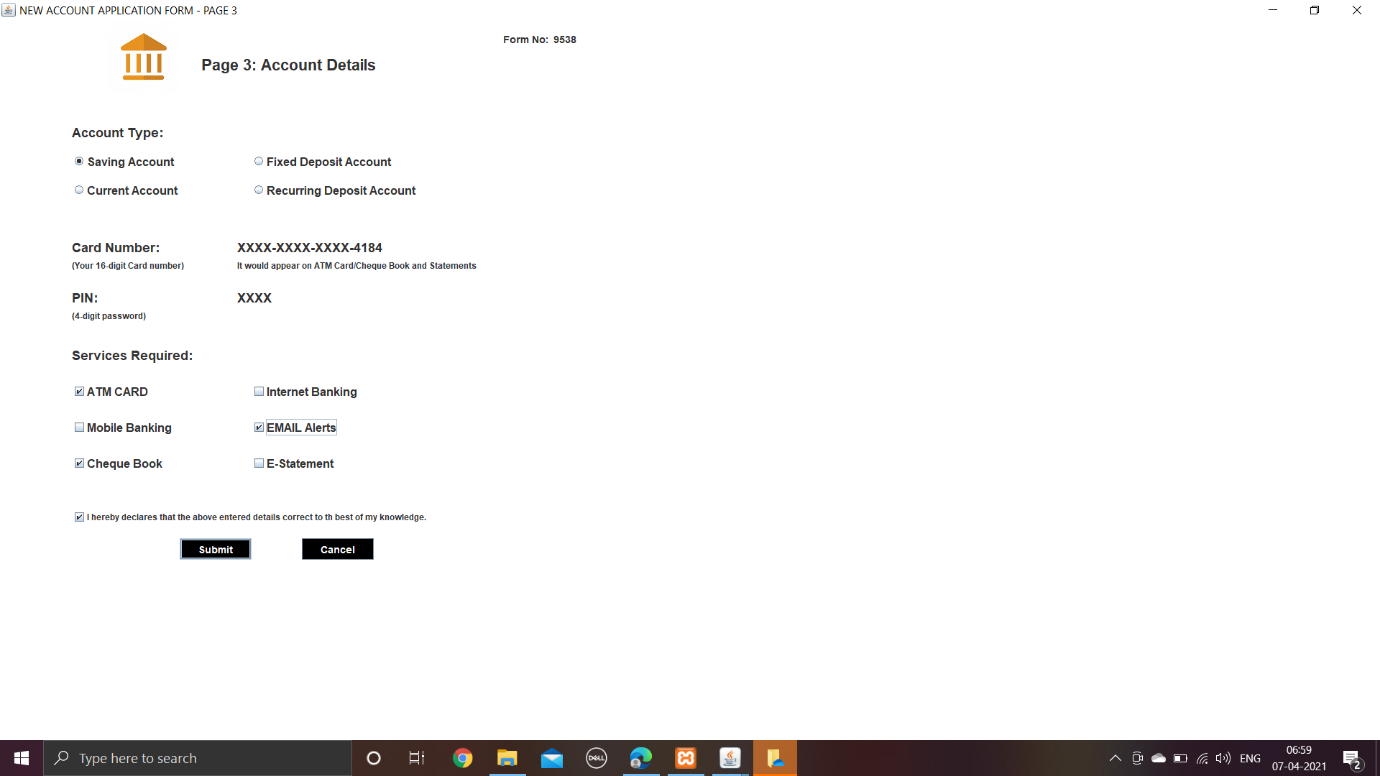 NEW ACCOUNT APPLICATION FORM - PAGE 3
Form No: 9538
Page 3: Account Details
Account Type:
Saving Account Fixed Deposit Account
Current Account Recurring Deposit Account
Card Number: XXXX-XXXX-XXXX-4184
(Your 16-digit Card number) It would appear on ATM Card/Cheque Book and Statements
PIN: XXXX
(4-digit password)
Services Required:
ATM CARD Internet Banking
Mobile Banking EMAIL Alerts
Cheque Book E-Statement
I hereby declares that the above entered details correct to th best of my knowledge.
Submit Cancel
Type here to search DELL ENG 06:59
07-04-2021 2